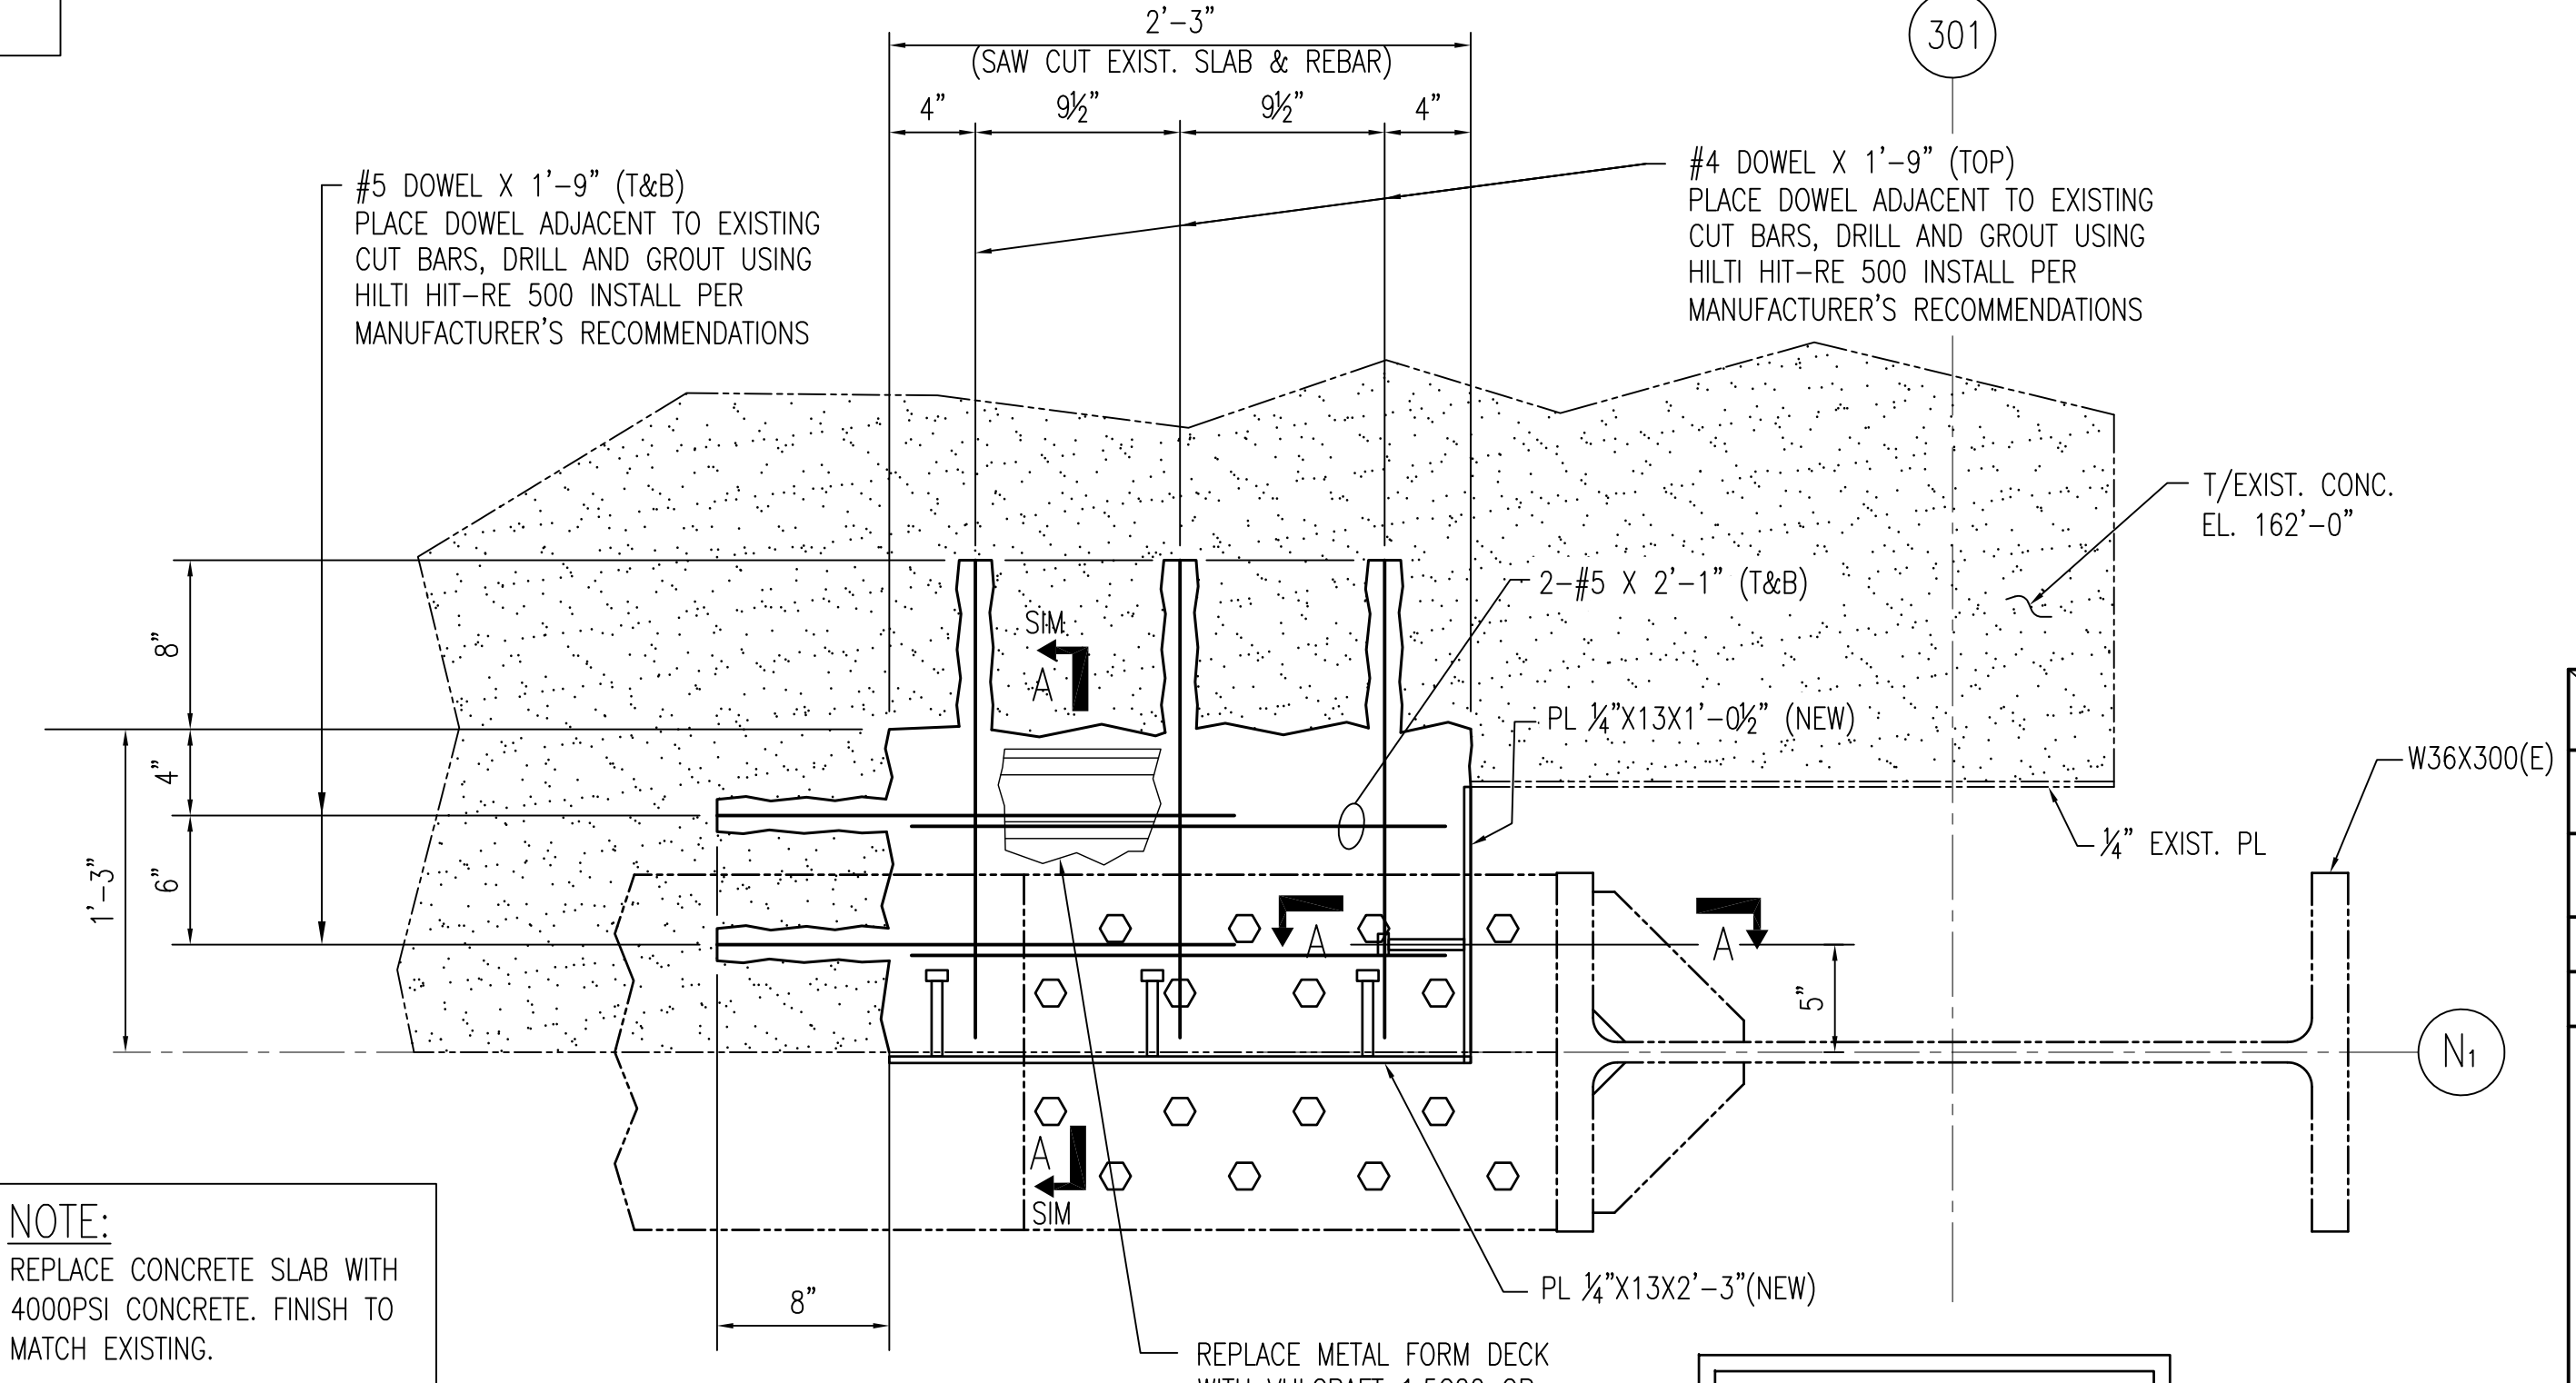 2'-3"
(SAW CUT EXIST. SLAB & REBAR)
4"
9½"
9½"
4"
301
#5 DOWEL X 1'-9" (T&B)
PLACE DOWEL ADJACENT TO EXISTING
CUT BARS, DRILL AND GROUT USING
HILTI HIT-RE 500 INSTALL PER
MANUFACTURER'S RECOMMENDATIONS
#4 DOWEL X 1'-9" (TOP)
PLACE DOWEL ADJACENT TO EXISTING
CUT BARS, DRILL AND GROUT USING
HILTI HIT-RE 500 INSTALL PER
MANUFACTURER'S RECOMMENDATIONS
T/EXIST. CONC.
EL. 162'-0"
2-#5 X 2'-1" (T&B)
SIM
A
8"
PL ¼"X13X1'-0½" (NEW)
W36X300(E)
4"
¼" EXIST. PL
6"
1'-3"
A
A
5"
N1
A
SIM
NOTE:
REPLACE CONCRETE SLAB WITH
4000PSI CONCRETE. FINISH TO
MATCH EXISTING.
8"
PL ¼"X13X2'-3"(NEW)
REPLACE METAL FORM DECK